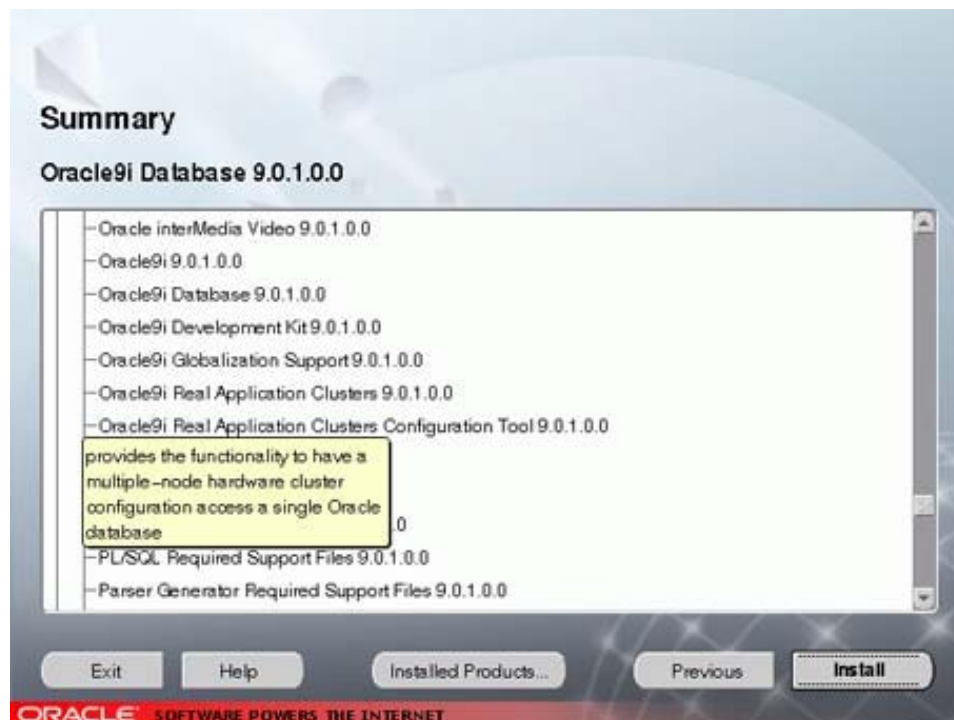 Summary
Oracle9i Database 9.0.1.0.0
Oracle interMedia Video 9.0.1.0.0
Oracle9i 9.0.1.0.0
Oracle9i Database 9.0.1.0.0
Oracle9i Development Kit 9.0.1.0.0
Oracle9i Globalization Support 9.0.1.0.0
Oracle9i Real Application Clusters 9.0.1.0.0
Oracle9i Real Application Clusters Configuration Tool 9.0.1.0.0
provides the functionality to have a
multiple-node hardware cluster
configuration access a single Oracle
database
.0
PL/SQL Required Support Files 9.0.1.0.0
Parser Generator Required Support Files 9.0.1.0.0
Exit Help Installed Products... Previous Install
ORACLE SOFTWARE POWERS THE INTERNET